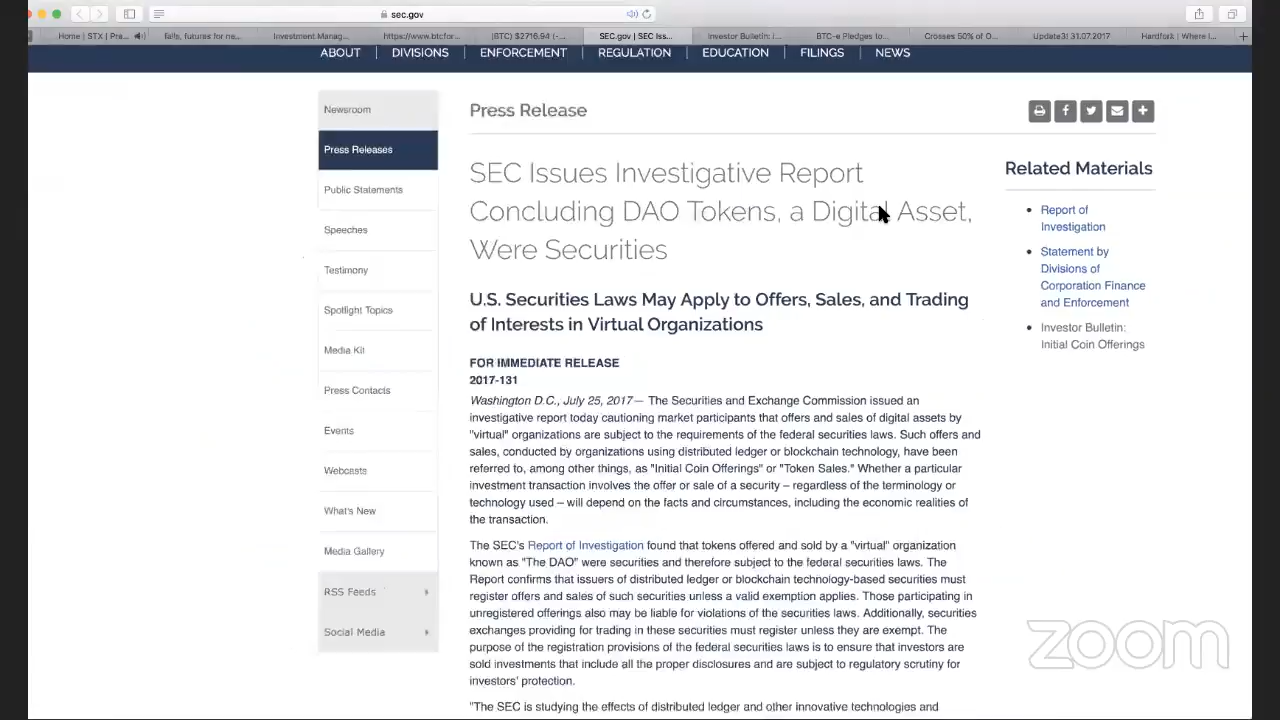 sec.gov
Home | STX | Pre...
Investment Manag...
https://www.btcfor...
(BTC) $2716.94 (-...
SEC.gov | SEC Iss...
Investor Bulletin: I...
BTC-e Pledges to...
Crosses 50% of O...
Update3! 31.07.2017
Hardfork | Where I...
ABOUT
DIVISIONS
ENFORCEMENT
REGULATION
EDUCATION
FILINGS
NEWS
Newsroom
Press Releases
Public Statements
Speeches
Testimony
Spotlight Topics
Media Kit
Press Contacts
Events
Webcasts
What's New
Media Gallery
RSS Feeds
Social Media
Press Release
SEC Issues Investigative Report
Concluding DAO Tokens, a Digital Asset,
Were Securities
U.S. Securities Laws May Apply to Offers, Sales, and Trading
of Interests in Virtual Organizations
FOR IMMEDIATE RELEASE
2017-131
Washington D.C., July 25, 2017— The Securities and Exchange Commission issued an
investigative report today cautioning market participants that offers and sales of digital assets by
"virtual" organizations are subject to the requirements of the federal securities laws. Such offers and
sales, conducted by organizations using distributed ledger or blockchain technology, have been
referred to, among other things, as "Initial Coin Offerings" or "Token Sales." Whether a particular
investment transaction involves the offer or sale of a security – regardless of the terminology or
technology used – will depend on the facts and circumstances, including the economic realities of
the transaction.
The SEC's Report of Investigation found that tokens offered and sold by a "virtual" organization
known as "The DAO" were securities and therefore subject to the federal securities laws. The
Report confirms that issuers of distributed ledger or blockchain technology-based securities must
register offers and sales of such securities unless a valid exemption applies. Those participating in
unregistered offerings also may be liable for violations of the securities laws. Additionally, securities
exchanges providing for trading in these securities must register unless they are exempt. The
purpose of the registration provisions of the federal securities laws is to ensure that investors are
sold investments that include all the proper disclosures and are subject to regulatory scrutiny for
investors' protection.
"The SEC is studying the effects of distributed ledger and other innovative technologies and
Related Materials
Report of
Investigation
Statement by
Divisions of
Corporation Finance
and Enforcement
Investor Bulletin:
Initial Coin Offerings
zoom